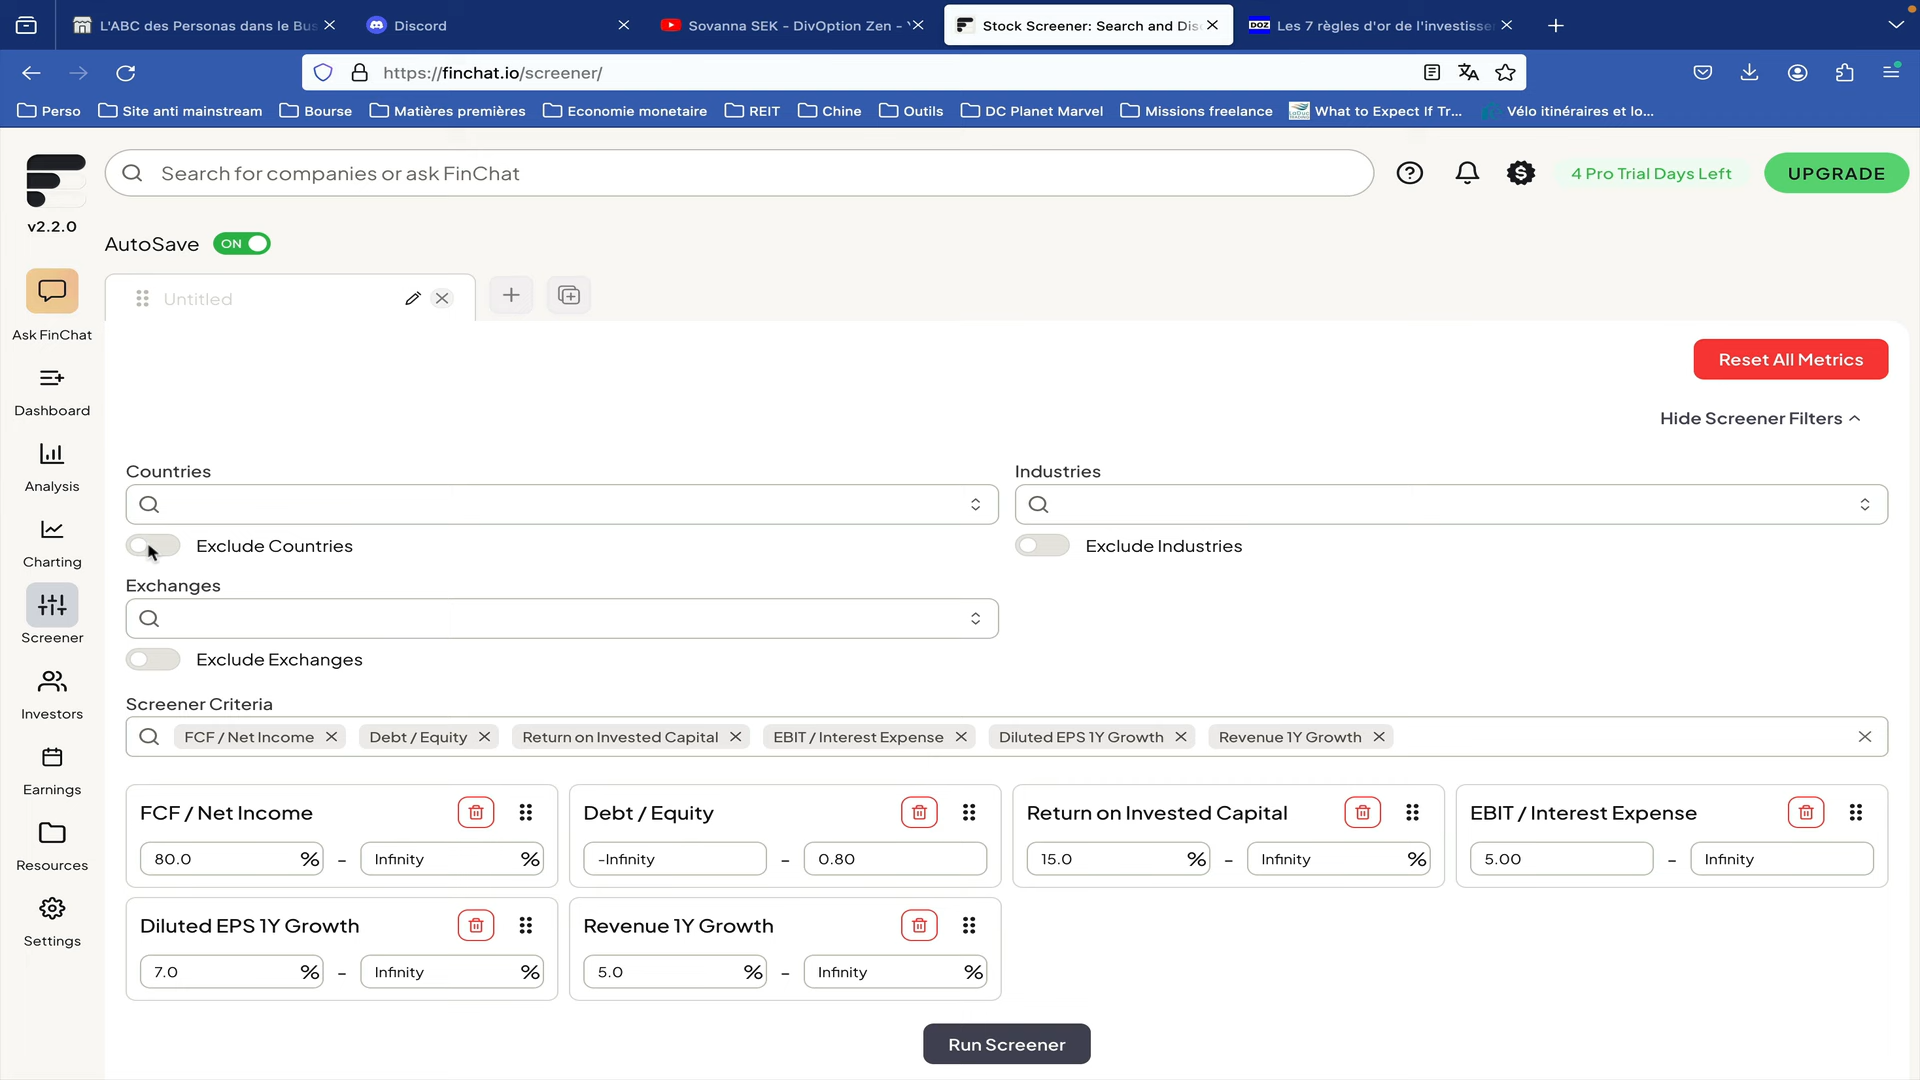 L'ABC des Personas dans le Bus
Discord
Sovanna SEK - DivOption Zen -
Stock Screener: Search and Dis
DOZ Les 7 règles d'or de l'investisse
https://finchat.io/screener/
Perso
Site anti mainstream
Bourse
Matières premières
Economie monetaire
REIT
Chine
Outils
DC Planet Marvel
Missions freelance
What to Expect If Tr...
Vélo itinéraires et lo...
v2.2.0
Search for companies or ask FinChat
4 Pro Trial Days Left
UPGRADE
AutoSave ON
Untitled
Ask FinChat
Dashboard
Analysis
Charting
Screener
Investors
Earnings
Resources
Settings
Reset All Metrics
Hide Screener Filters
Countries
Industries
Exclude Countries
Exclude Industries
Exchanges
Exclude Exchanges
Screener Criteria
FCF / Net Income
Debt / Equity
Return on Invested Capital
EBIT / Interest Expense
Diluted EPS 1Y Growth
Revenue 1Y Growth
FCF / Net Income
80.0 % – Infinity %
Debt / Equity
-Infinity – 0.80
Return on Invested Capital
15.0 % – Infinity %
EBIT / Interest Expense
5.00 – Infinity
Diluted EPS 1Y Growth
7.0 % – Infinity %
Revenue 1Y Growth
5.0 % – Infinity %
Run Screener